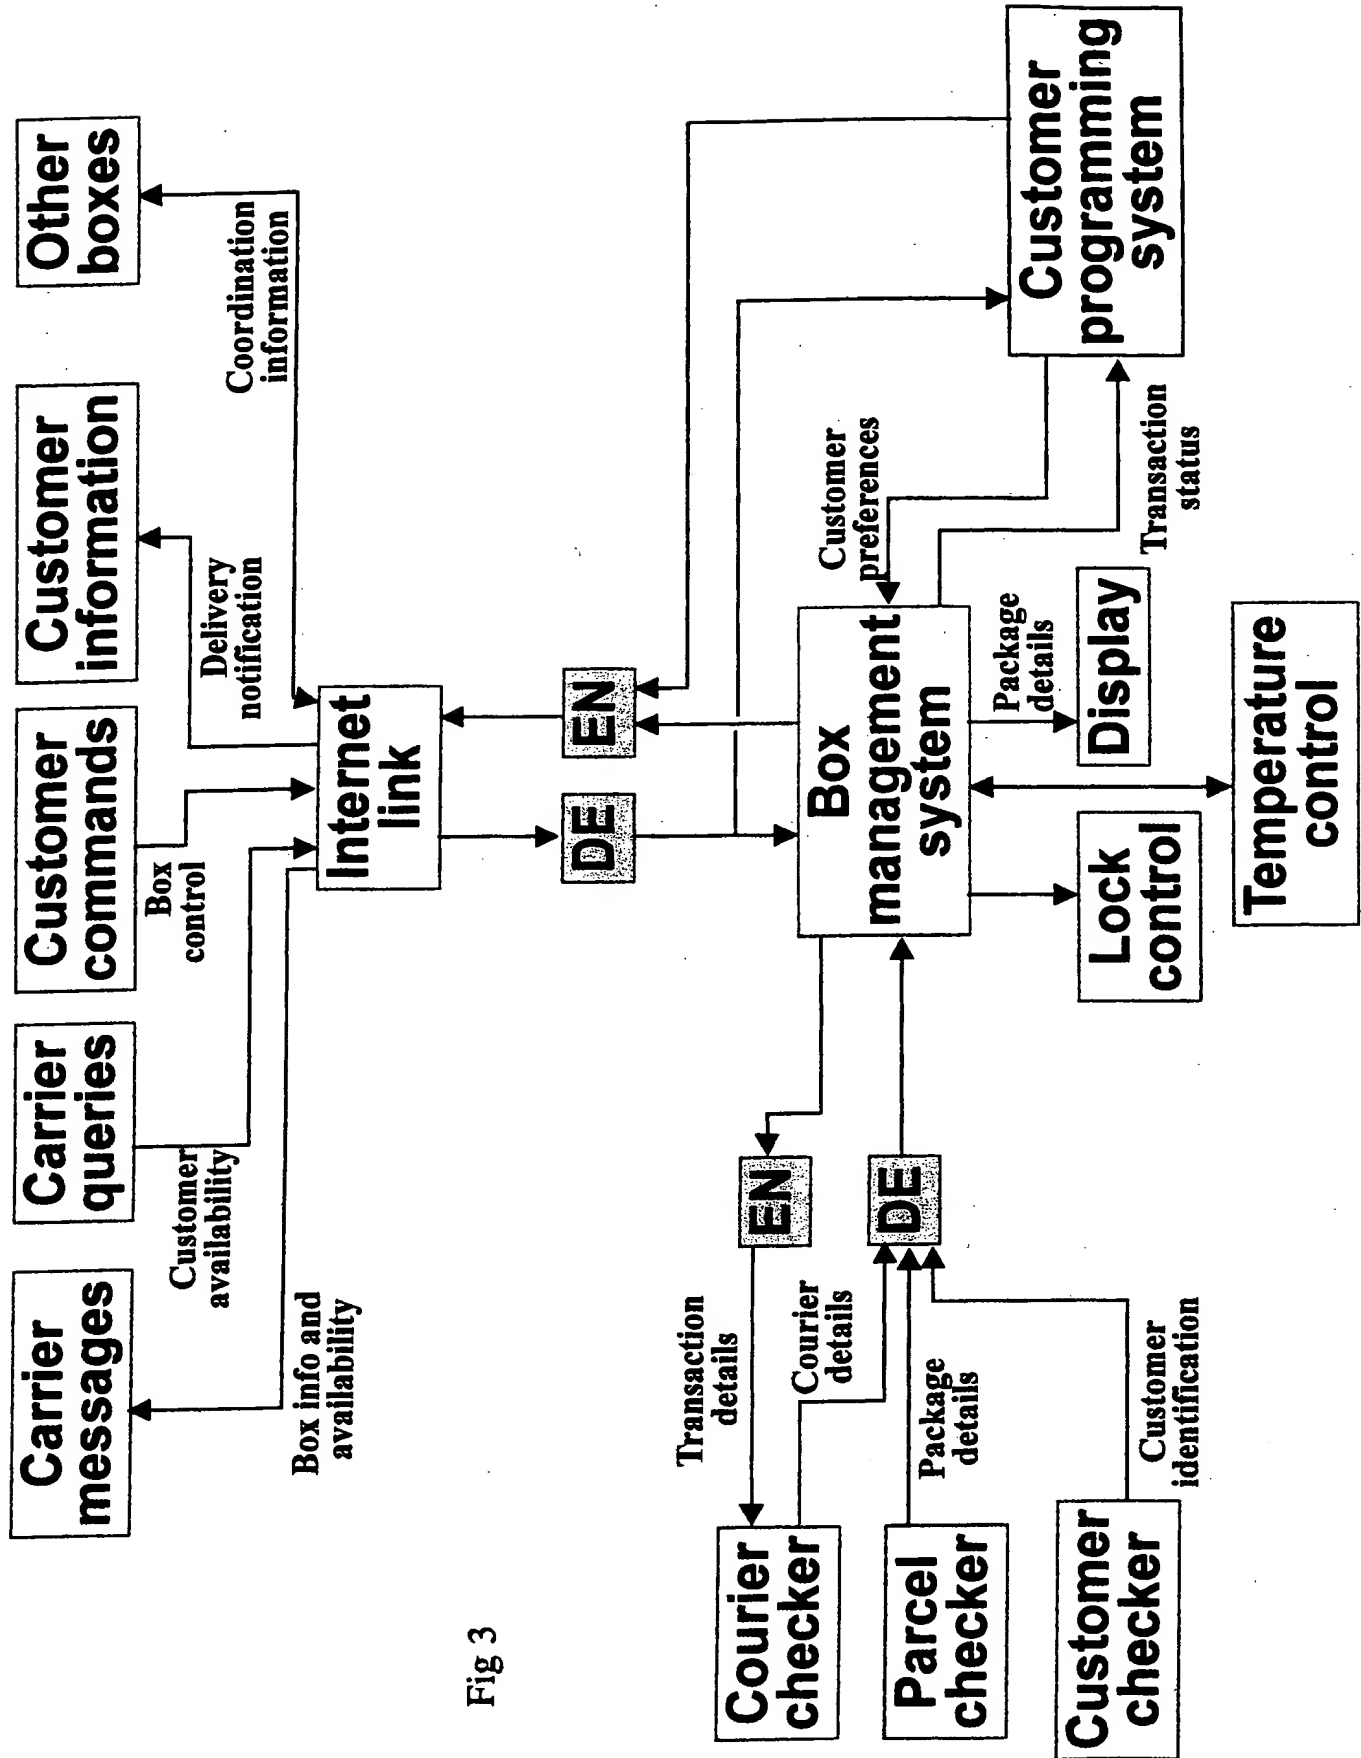 Carrier
messages
Carrier
queries
Customer
commands
Customer
information
Other
boxes
Box info and
availability
Customer
availability
Box
control
Delivery
notification
Coordination
information
Internet
link
DE
EN
Fig 3
Transaction
details
EN
Courier
details
DE
Package
details
Customer
identification
Courier
checker
Parcel
checker
Customer
checker
Box
management
system
Customer
preferences
Transaction
status
Package
details
Lock
control
Display
Temperature
control
Customer
programming
system